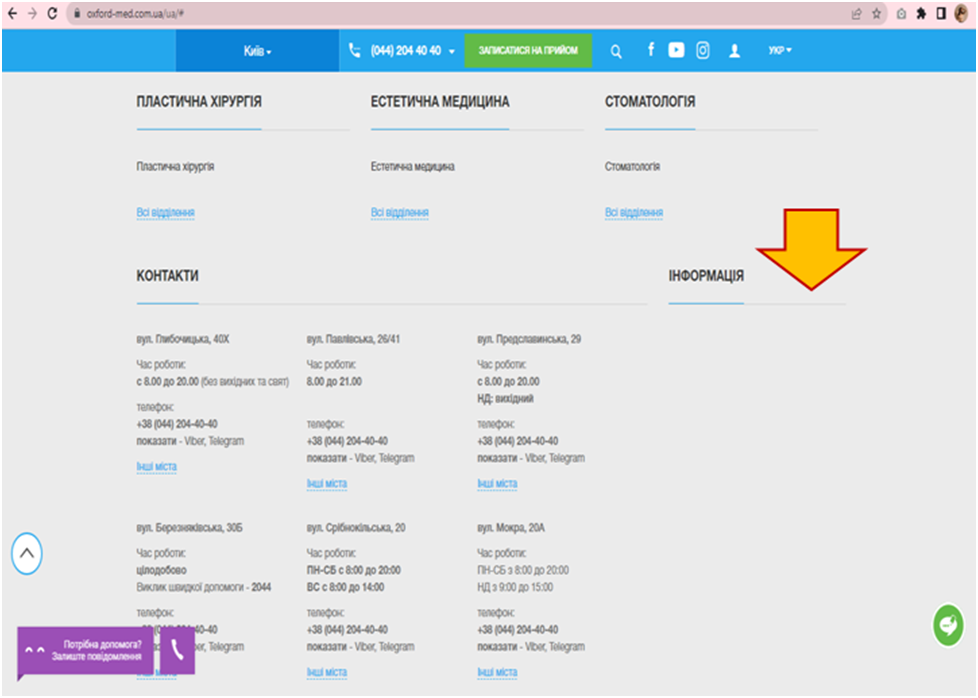 oxford-med.com.ua/ua/#
Київ
(044) 204 40 40
ЗАПИСАТИСЯ НА ПРИЙОМ
УКР
ПЛАСТИЧНА ХІРУРГІЯ
ЕСТЕТИЧНА МЕДИЦИНА
СТОМАТОЛОГІЯ
Пластична хірургія
Естетична медицина
Стоматологія
Всі відділення
Всі відділення
Всі відділення
КОНТАКТИ
ІНФОРМАЦІЯ
вул. Глибочицька, 40Х
Час роботи:
с 8.00 до 20.00 (без вихідних та свят)
телефон:
+38 (044) 204-40-40
показати - Viber, Telegram
Інші міста
вул. Павлівська, 26/41
Час роботи:
8.00 до 21.00
телефон:
+38 (044) 204-40-40
показати - Viber, Telegram
Інші міста
вул. Предславинська, 29
Час роботи:
с 8.00 до 20.00
НД: вихідний
телефон:
+38 (044) 204-40-40
показати - Viber, Telegram
Інші міста
вул. Березняківська, 30Б
Час роботи:
цілодобово
Виклик швидкої допомоги - 2044
телефон:
40-40
Telegram
міста
вул. Срібнокільська, 20
Час роботи:
ПН-СБ с 8:00 до 20:00
ВС с 8:00 до 14:00
телефон:
+38 (044) 204-40-40
показати - Viber, Telegram
Інші міста
вул. Мокра, 20А
Час роботи:
ПН-СБ з 8:00 до 20:00
НД з 9:00 до 15:00
телефон:
+38 (044) 204-40-40
показати - Viber, Telegram
Інші міста
Потрібна допомога?
Залиште повідомлення